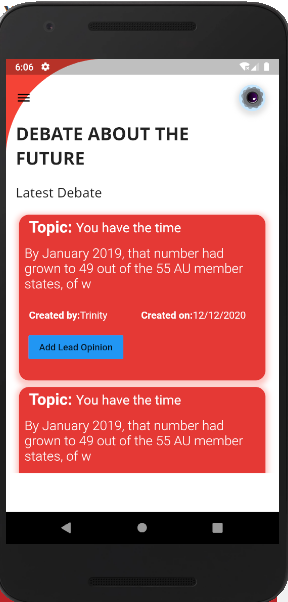 6:06
DEBATE ABOUT THE
FUTURE
Latest Debate
Topic: You have the time
By January 2019, that number had
grown to 49 out of the 55 AU member
states, of w
Created by:Trinity Created on:12/12/2020
Add Lead Opinion
Topic: You have the time
By January 2019, that number had
grown to 49 out of the 55 AU member
states, of w